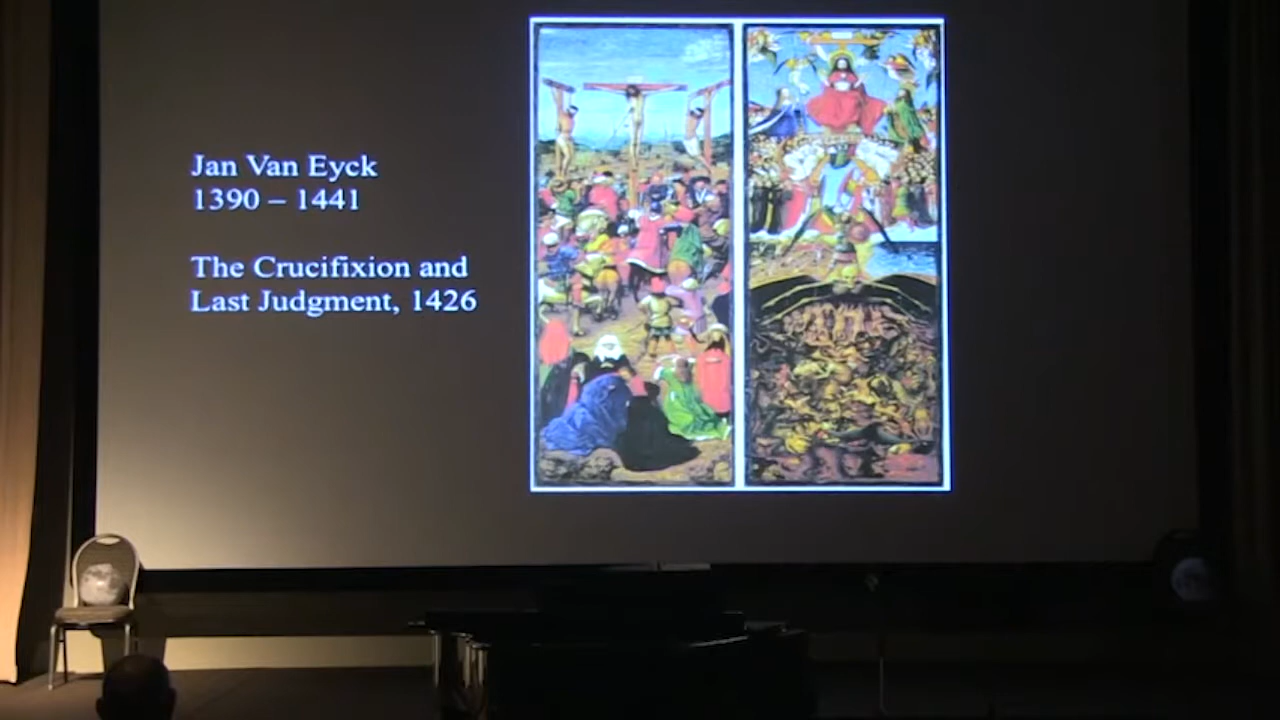 Jan Van Eyck
1390 – 1441
The Crucifixion and
Last Judgment, 1426